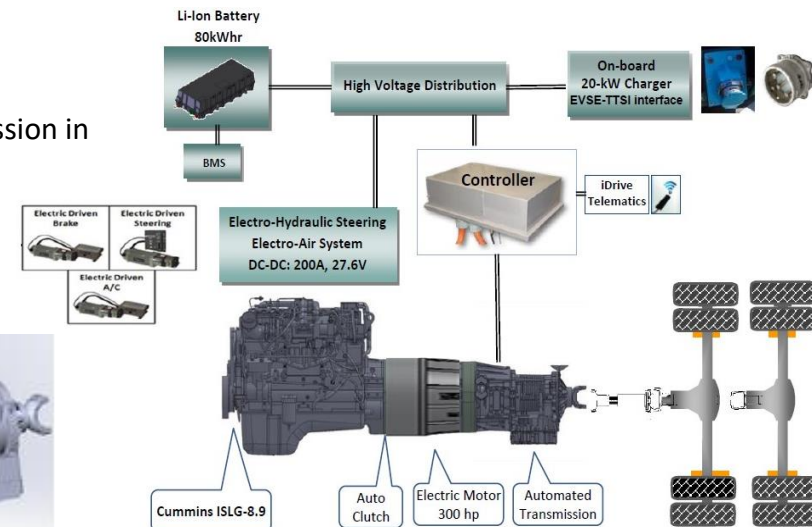 Li-Ion Battery
80kWhr
High Voltage Distribution
On-board
20-kW Charger
EVSE-TTSI interface
ssion in
BMS
Controller
iDrive
Telematics
Electric Driven
Brake
Electric Driven
Steering
Electric Driven
A/C
Electro-Hydraulic Steering
Electro-Air System
DC-DC: 200A, 27.6V
Cummins ISLG-8.9
Auto
Clutch
Electric Motor
300 hp
Automated
Transmission